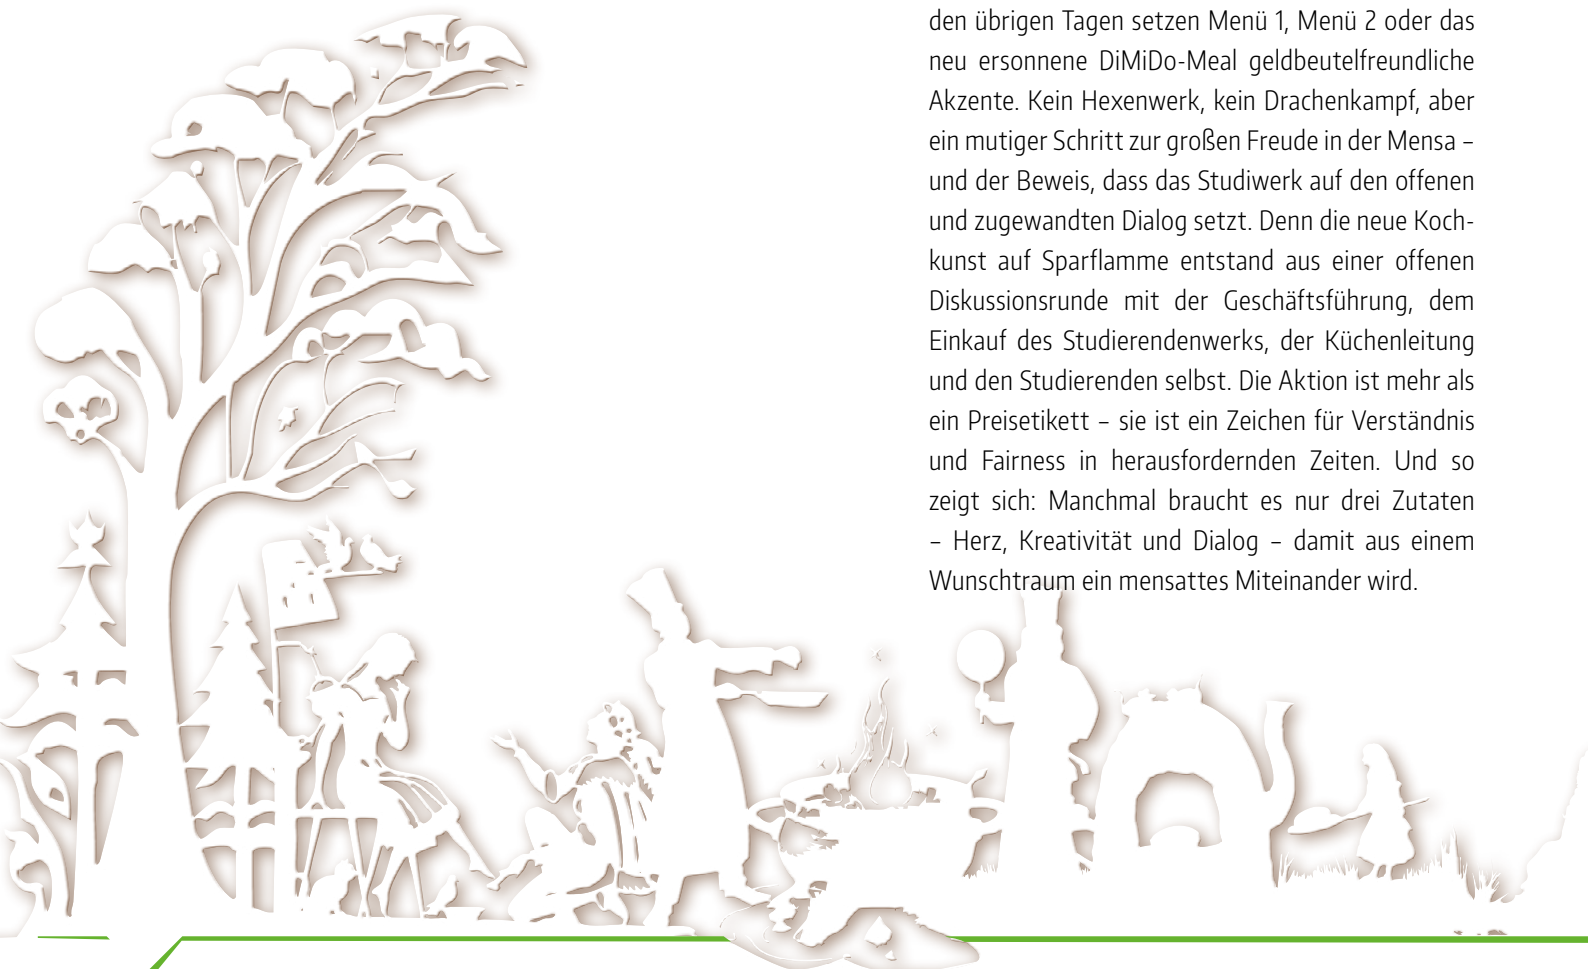 den übrigen Tagen setzen Menü 1, Menü 2 oder das
neu ersonnene DiMiDo-Meal geldbeutelfreundliche
Akzente. Kein Hexenwerk, kein Drachenkampf, aber
ein mutiger Schritt zur großen Freude in der Mensa –
und der Beweis, dass das Studiwerk auf den offenen
und zugewandten Dialog setzt. Denn die neue Koch-
kunst auf Sparflamme entstand aus einer offenen
Diskussionsrunde mit der Geschäftsführung, dem
Einkauf des Studierendenwerks, der Küchenleitung
und den Studierenden selbst. Die Aktion ist mehr als
ein Preisetikett – sie ist ein Zeichen für Verständnis
und Fairness in herausfordernden Zeiten. Und so
zeigt sich: Manchmal braucht es nur drei Zutaten
– Herz, Kreativität und Dialog – damit aus einem
Wunschtraum ein mensattes Miteinander wird.